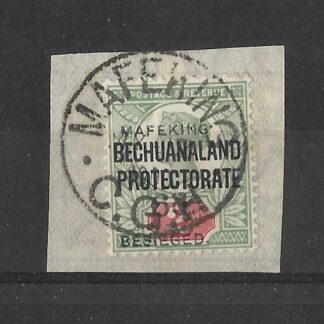 MAFEKING
POSTAGE & REVENUE
MAFEKING
BECHUANALAND
PROTECTORATE
BESIEGED.
C.G.H